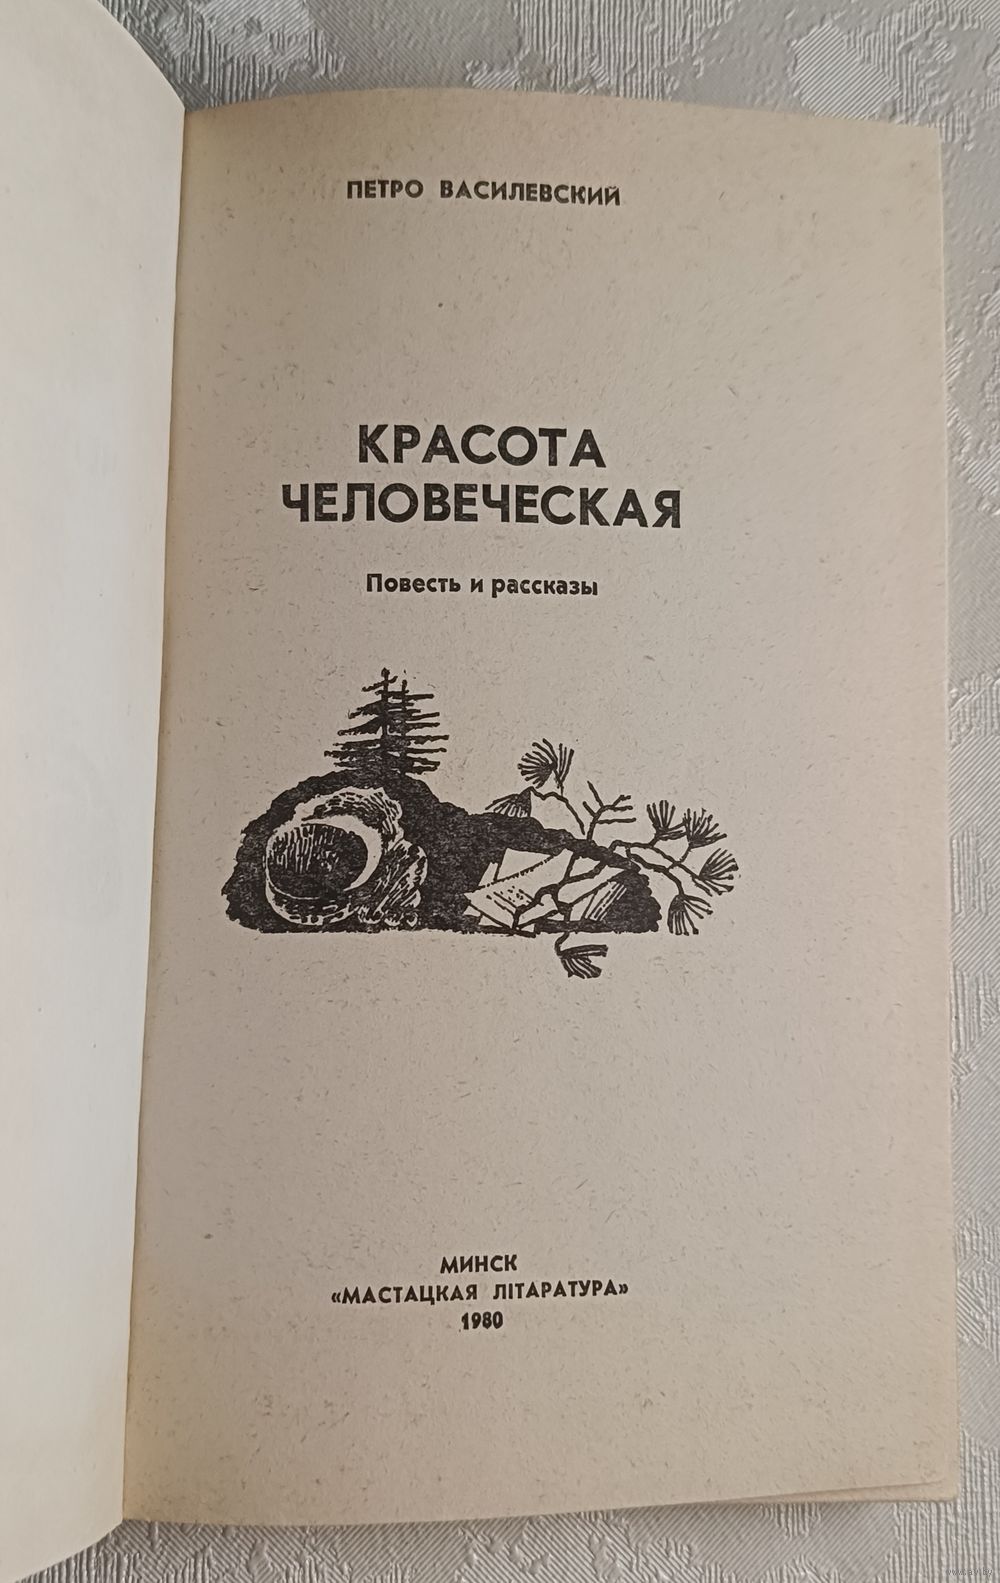 ПЕТРО ВАСИЛЕВСКИЙ
КРАСОТА
ЧЕЛОВЕЧЕСКАЯ
Повесть и рассказы
МИНСК
«МАСТАЦКАЯ ЛІТАРАТУРА»
1980